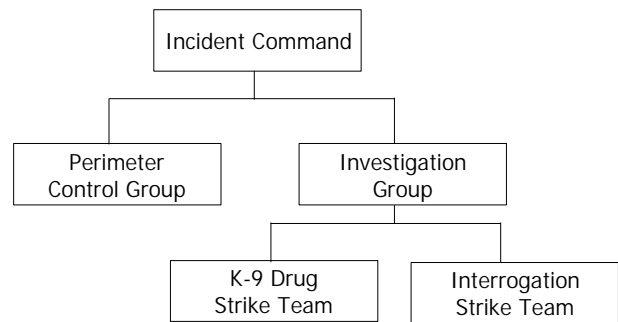 Incident Command
Perimeter
Control Group
Investigation
Group
K-9 Drug
Strike Team
Interrogation
Strike Team